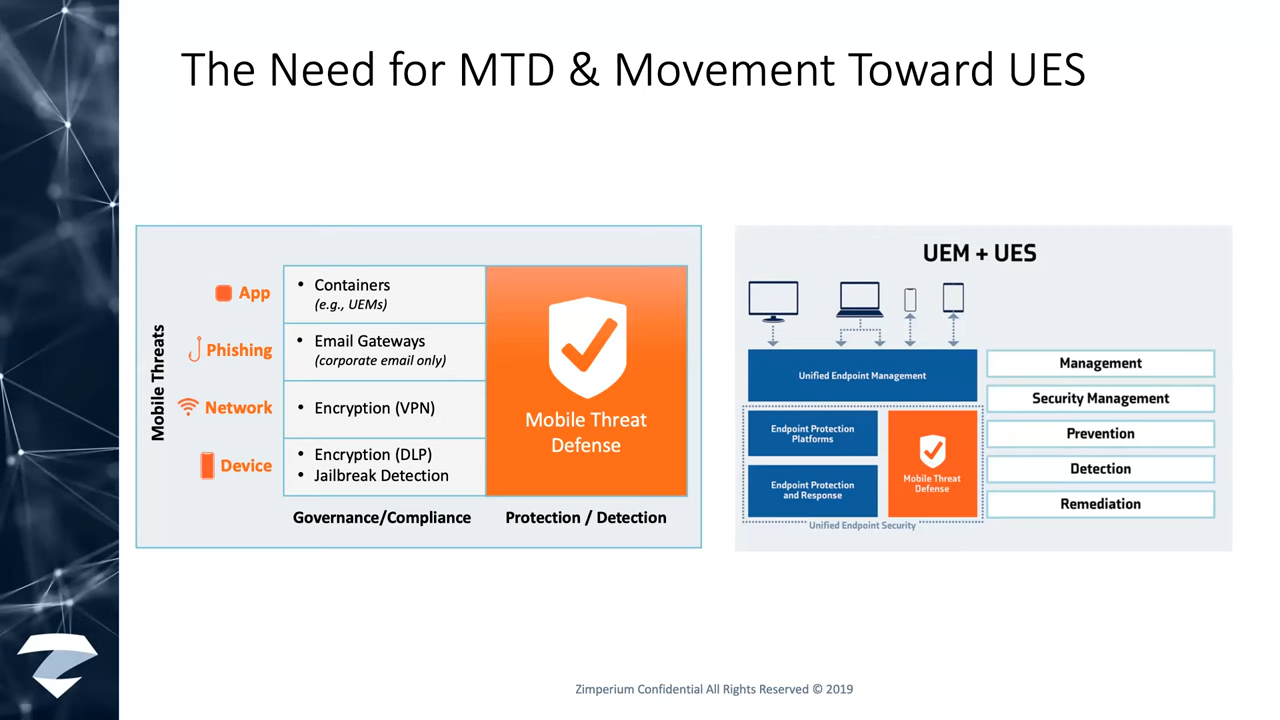 The Need for MTD & Movement Toward UES
Mobile Threats
App
• Containers
(e.g., UEMs)
Phishing
• Email Gateways
(corporate email only)
Network
• Encryption (VPN)
Device
• Encryption (DLP)
• Jailbreak Detection
Mobile Threat
Defense
Governance/Compliance
Protection / Detection
UEM + UES
Unified Endpoint Management
Endpoint Protection
Platforms
Endpoint Protection
and Response
Mobile Threat
Defense
Unified Endpoint Security
Management
Security Management
Prevention
Detection
Remediation
Zimperium Confidential All Rights Reserved © 2019